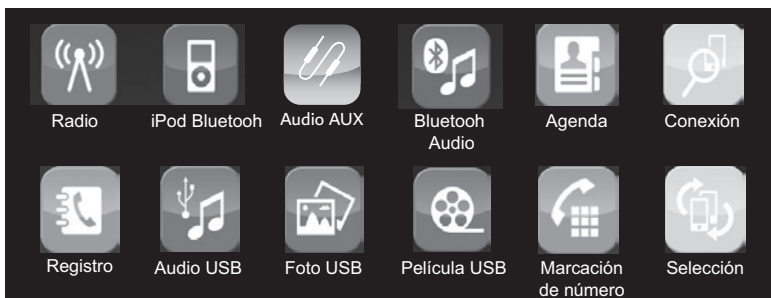 Radio
iPod Bluetooh
Audio AUX
Bluetooh
Audio
Agenda
Conexión
Registro
Audio USB
Foto USB
Película USB
Marcación
de número
Selección